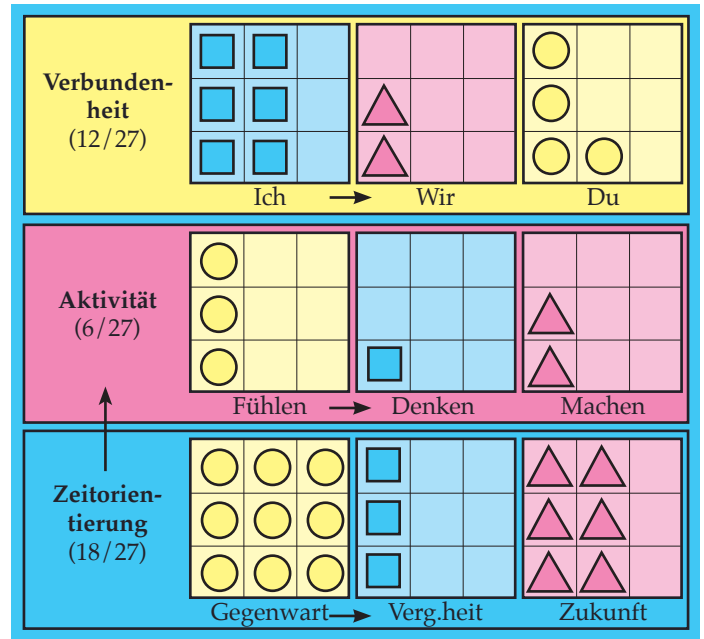 Verbunden-
heit
(12/27)
Ich → Wir Du
Aktivität
(6/27)
Fühlen → Denken Machen
Zeitorien-
tierung
(18/27)
Gegenwart → Verg.heit Zukunft